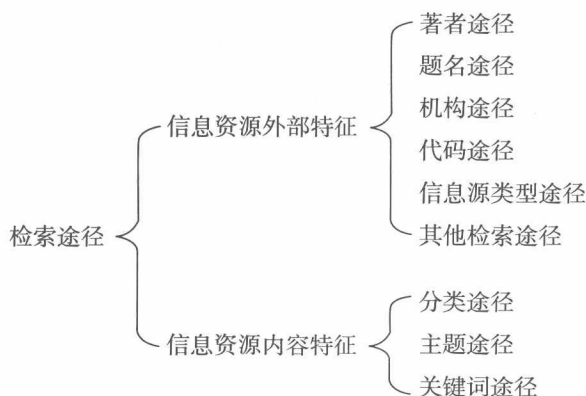 检索途径
信息资源外部特征
著者途径
题名途径
机构途径
代码途径
信息源类型途径
其他检索途径
信息资源内容特征
分类途径
主题途径
关键词途径